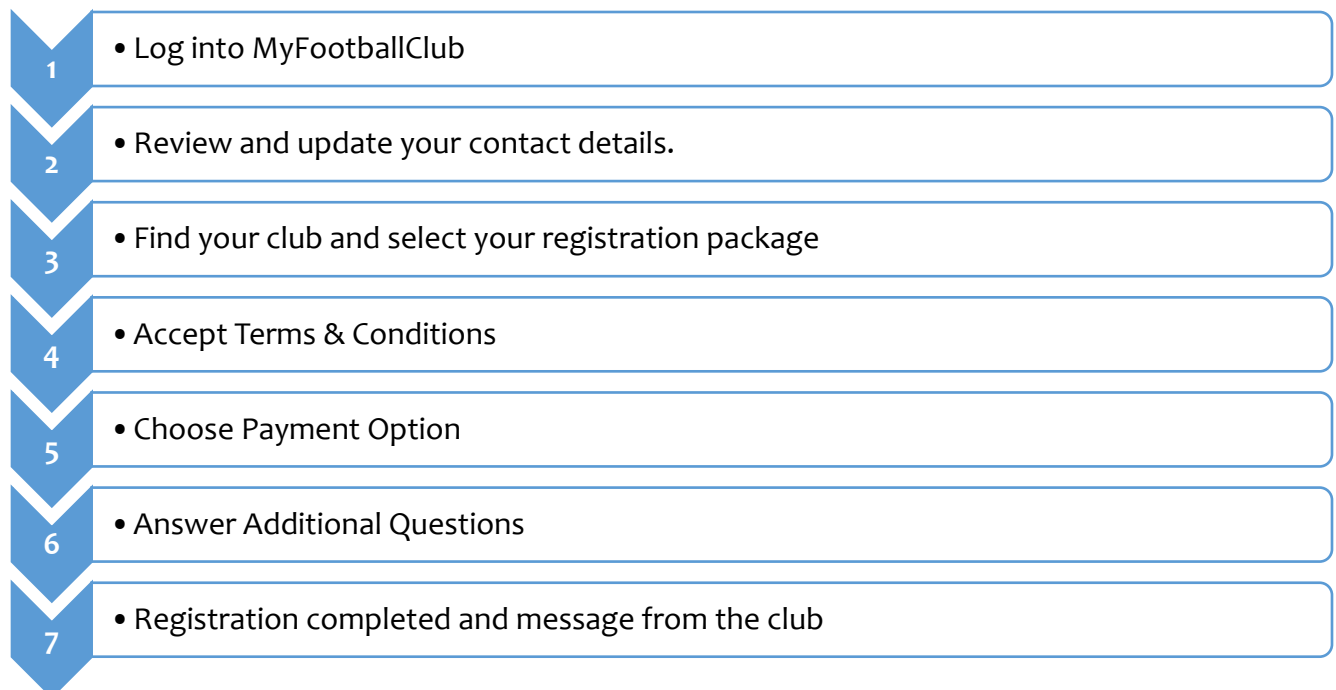 1
• Log into MyFootballClub
2
• Review and update your contact details.
3
• Find your club and select your registration package
4
• Accept Terms & Conditions
5
• Choose Payment Option
6
• Answer Additional Questions
7
• Registration completed and message from the club